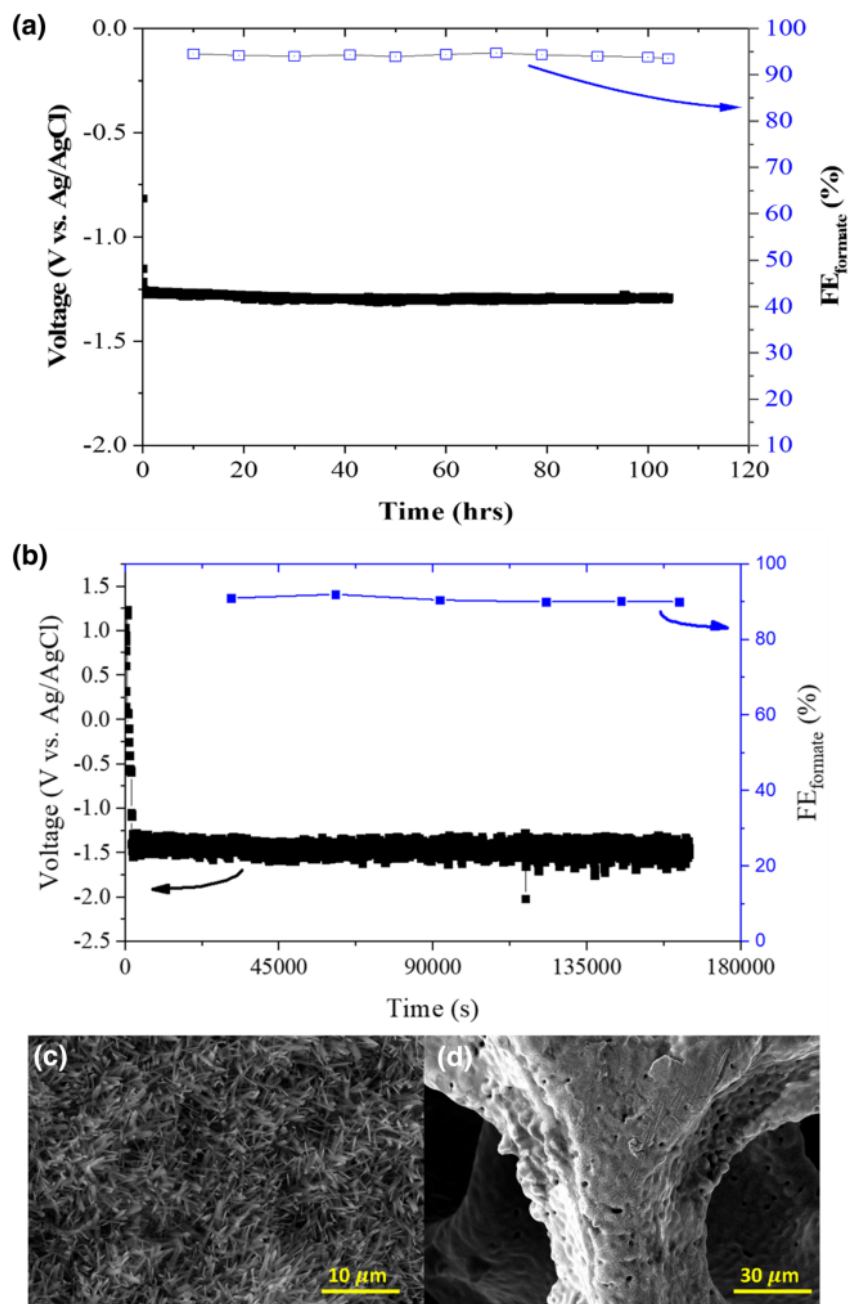 (a)
0.0
-0.5
-1.0
-1.5
-2.0
Voltage (V vs. Ag/AgCl)
100
90
80
70
60
50
40
30
20
10
FEformate (%)
0 20 40 60 80 100 120
Time (hrs)
(b)
1.5
1.0
0.5
0.0
-0.5
-1.0
-1.5
-2.0
-2.5
Voltage (V vs. Ag/AgCl)
100
80
60
40
20
0
FEformate (%)
0 45000 90000 135000 180000
Time (s)
(c)
10 μm
(d)
30 μm